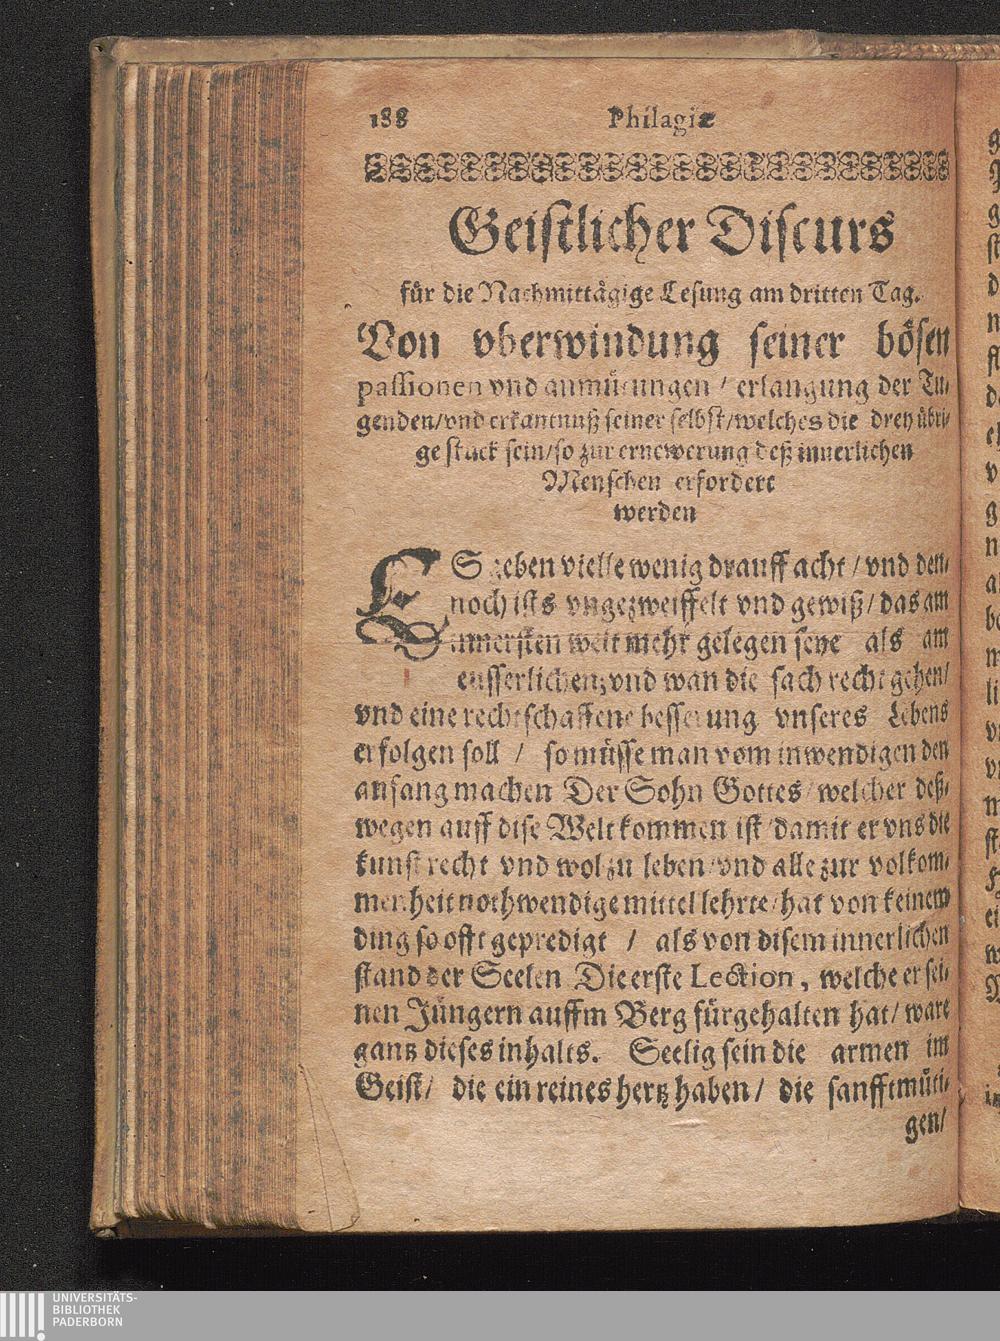 188 Philagiæ
Geistlicher Discurs
für die Nachmittägige Lesung am dritten Tag.
Von vberwindung seiner bösen
passionen vnd anmütungen / erlangung der Tu-
genden/vnd erkantnuß seiner selbst/welches die drey übri-
ge stuck sein/so zur ernewerung deß innerlichen
Menschen erfordert
werden
ES geben vielle wenig drauff acht / vnd den-
noch ists vngezweiffelt vnd gewiß / das am
innersten weit mehr gelegen seye als am
eusserlichen; vnd wan die sach recht gehen/
vnd eine rechtschaffene besserung vnseres Lebens
erfolgen soll / so müsse man vom inwendigen den
anfang machen Der Sohn Gottes / welcher deß-
wegen auff dise Welt kommen ist / damit er vns die
kunst recht vnd wol zu leben / vnd alle zur volkom-
menheit nothwendige mittel lehrte / hat von keinem
ding so offt gepredigt / als von disem innerlichen
stand der Seelen Die erste Lection, welche er sei-
nen Jüngern auffm Berg fürgehalten hat / ware
gantz dieses inhalts. Seelig sein die armen im
Geist / die ein reines hertz haben / die sanfftmüti-
gen/
UNIVERSITÄTS-
BIBLIOTHEK
PADERBORN